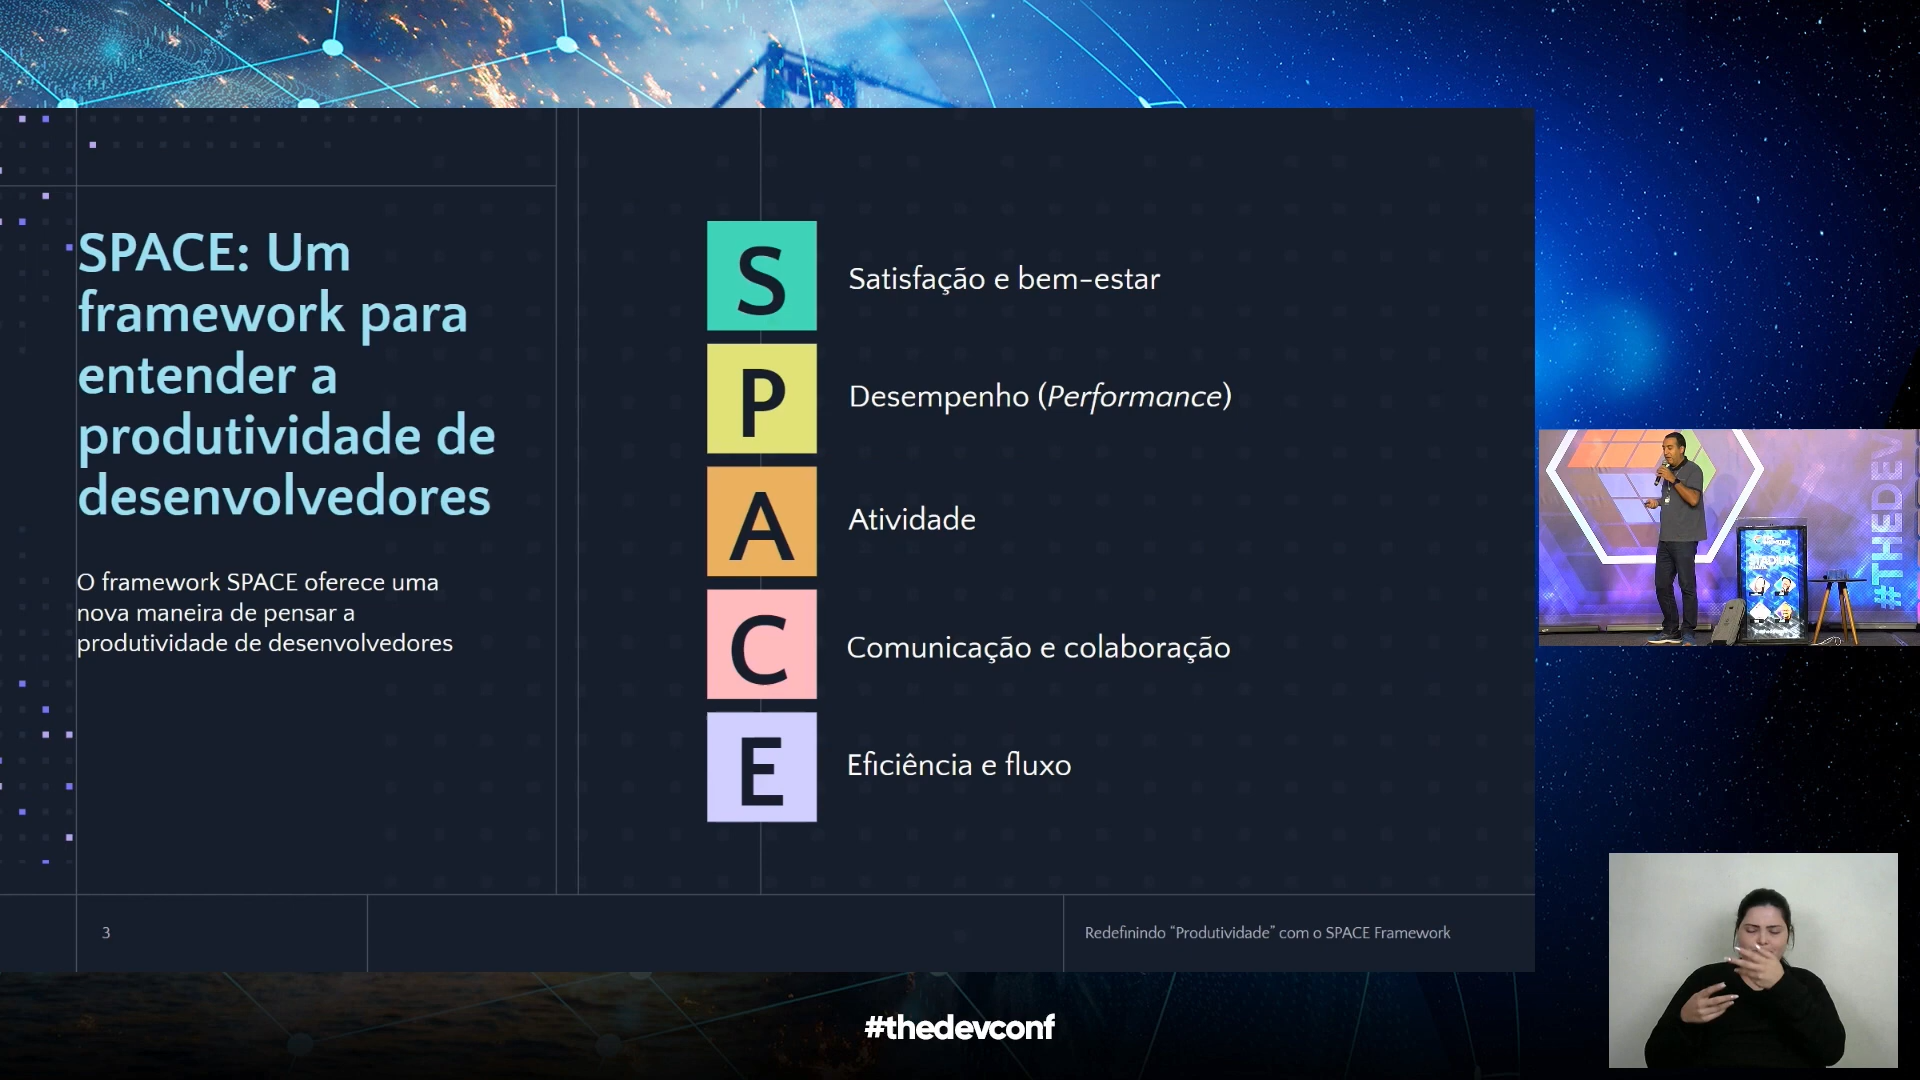 SPACE: Um
framework para
entender a
produtividade de
desenvolvedores
O framework SPACE oferece uma
nova maneira de pensar a
produtividade de desenvolvedores
S Satisfação e bem-estar
P Desempenho (Performance)
A Atividade
C Comunicação e colaboração
E Eficiência e fluxo
3
Redefinindo “Produtividade” com o SPACE Framework
#THEDEV
STADIUM
#thedevconf